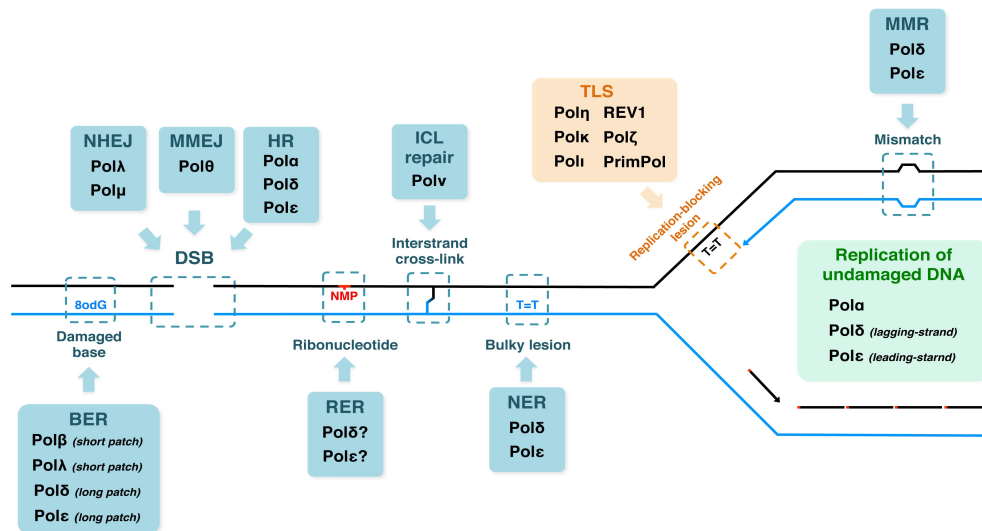 MMR
Polδ
Polε
Mismatch
TLS
Polη REV1
Polκ Polζ
Polι PrimPol
Replication-blocking
lesion
T=T
NHEJ
Polλ
Polμ
MMEJ
Polθ
HR
Polα
Polδ
Polε
DSB
ICL
repair
Polν
Interstrand
cross-link
8odG
Damaged
base
NMP
Ribonucleotide
T=T
Bulky lesion
Replication of
undamaged DNA
Polα
Polδ (lagging-strand)
Polε (leading-starnd)
BER
Polβ (short patch)
Polλ (short patch)
Polδ (long patch)
Polε (long patch)
RER
Polδ?
Polε?
NER
Polδ
Polε